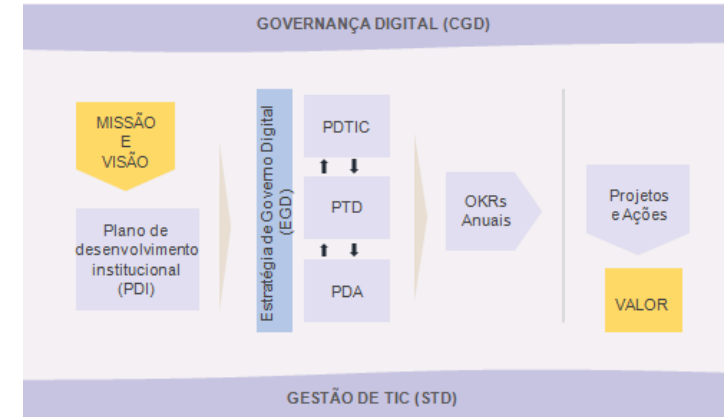 GOVERNANÇA DIGITAL (CGD)
MISSÃO
E
VISÃO
Plano de
desenvolvimento
institucional
(PDI)
Estratégia de Governo Digital
(EGD)
PDTIC
PTD
PDA
OKRs
Anuais
Projetos
e Ações
VALOR
GESTÃO DE TIC (STD)